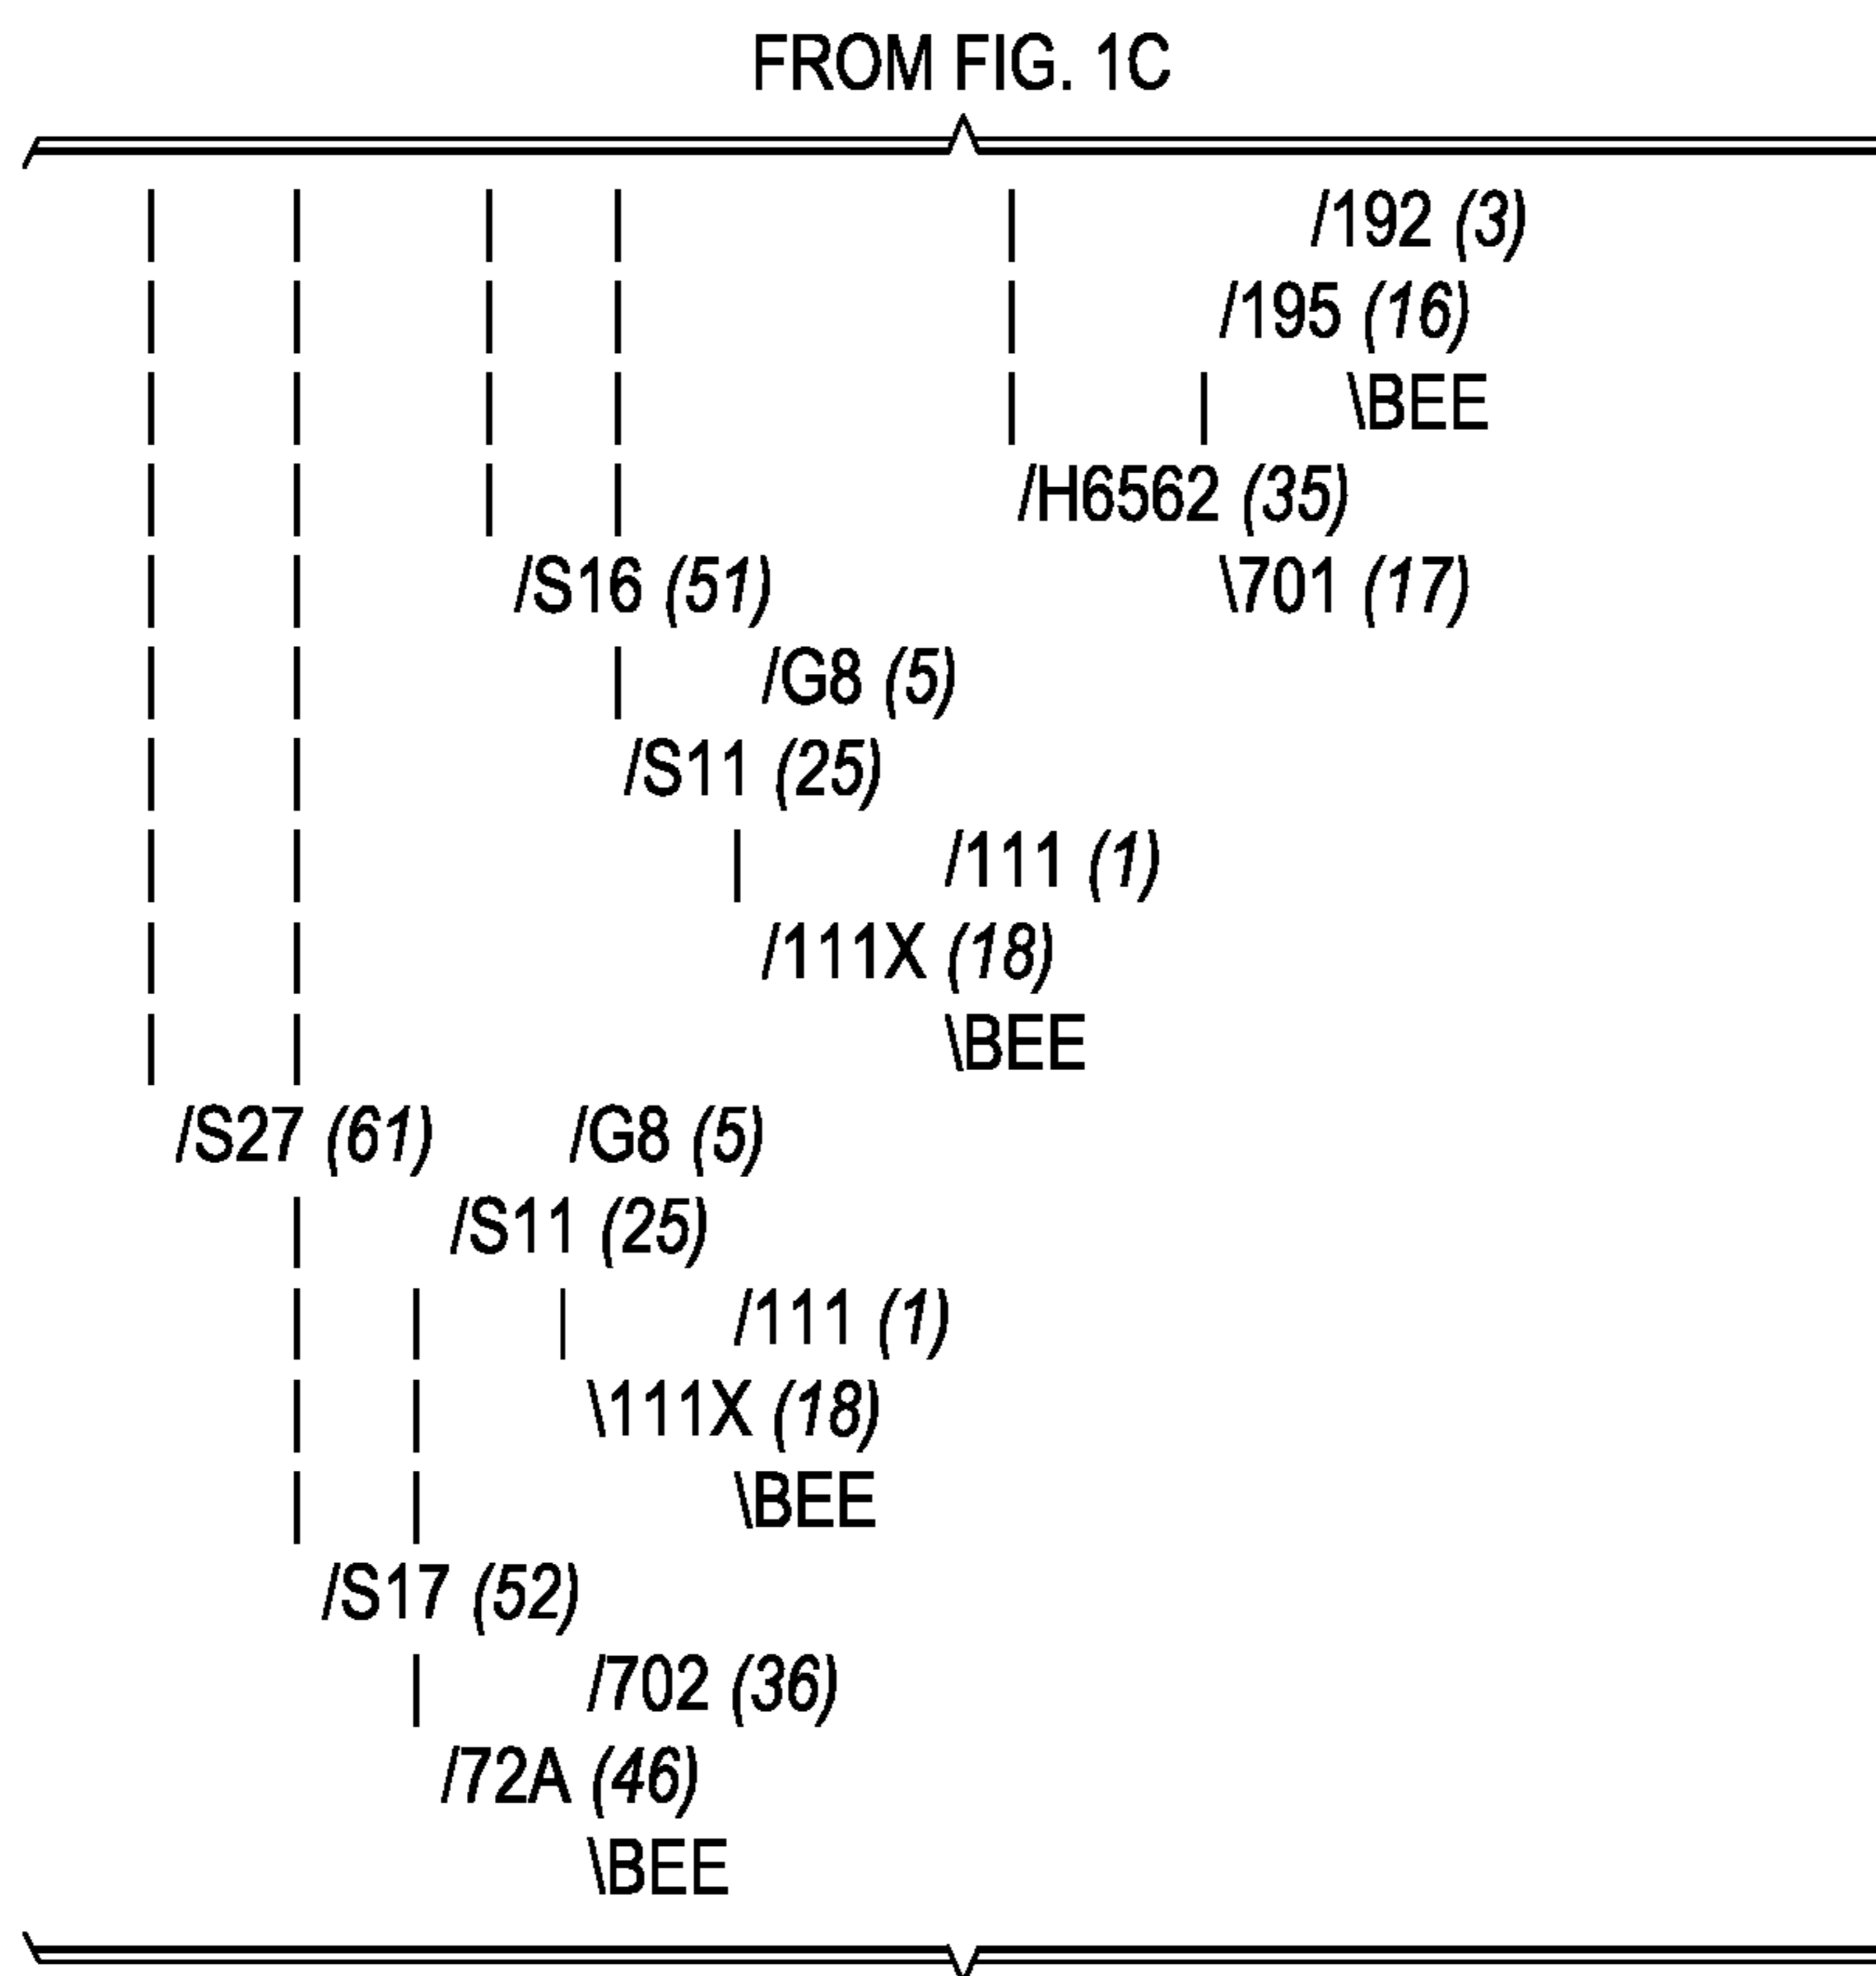 FROM FIG. 1C
| | | | | /192 (3)
| | | | | /195 (16)
| | | | | | \BEE
| | | | /H6562 (35)
| | /S16 (51) \701 (17)
| | | /G8 (5)
| | /S11 (25)
| | | /111 (1)
| | /111X (18)
| | \BEE
/S27 (61) /G8 (5)
| /S11 (25)
| | | /111 (1)
| | \111X (18)
| | \BEE
/S17 (52)
| /702 (36)
/72A (46)
\BEE